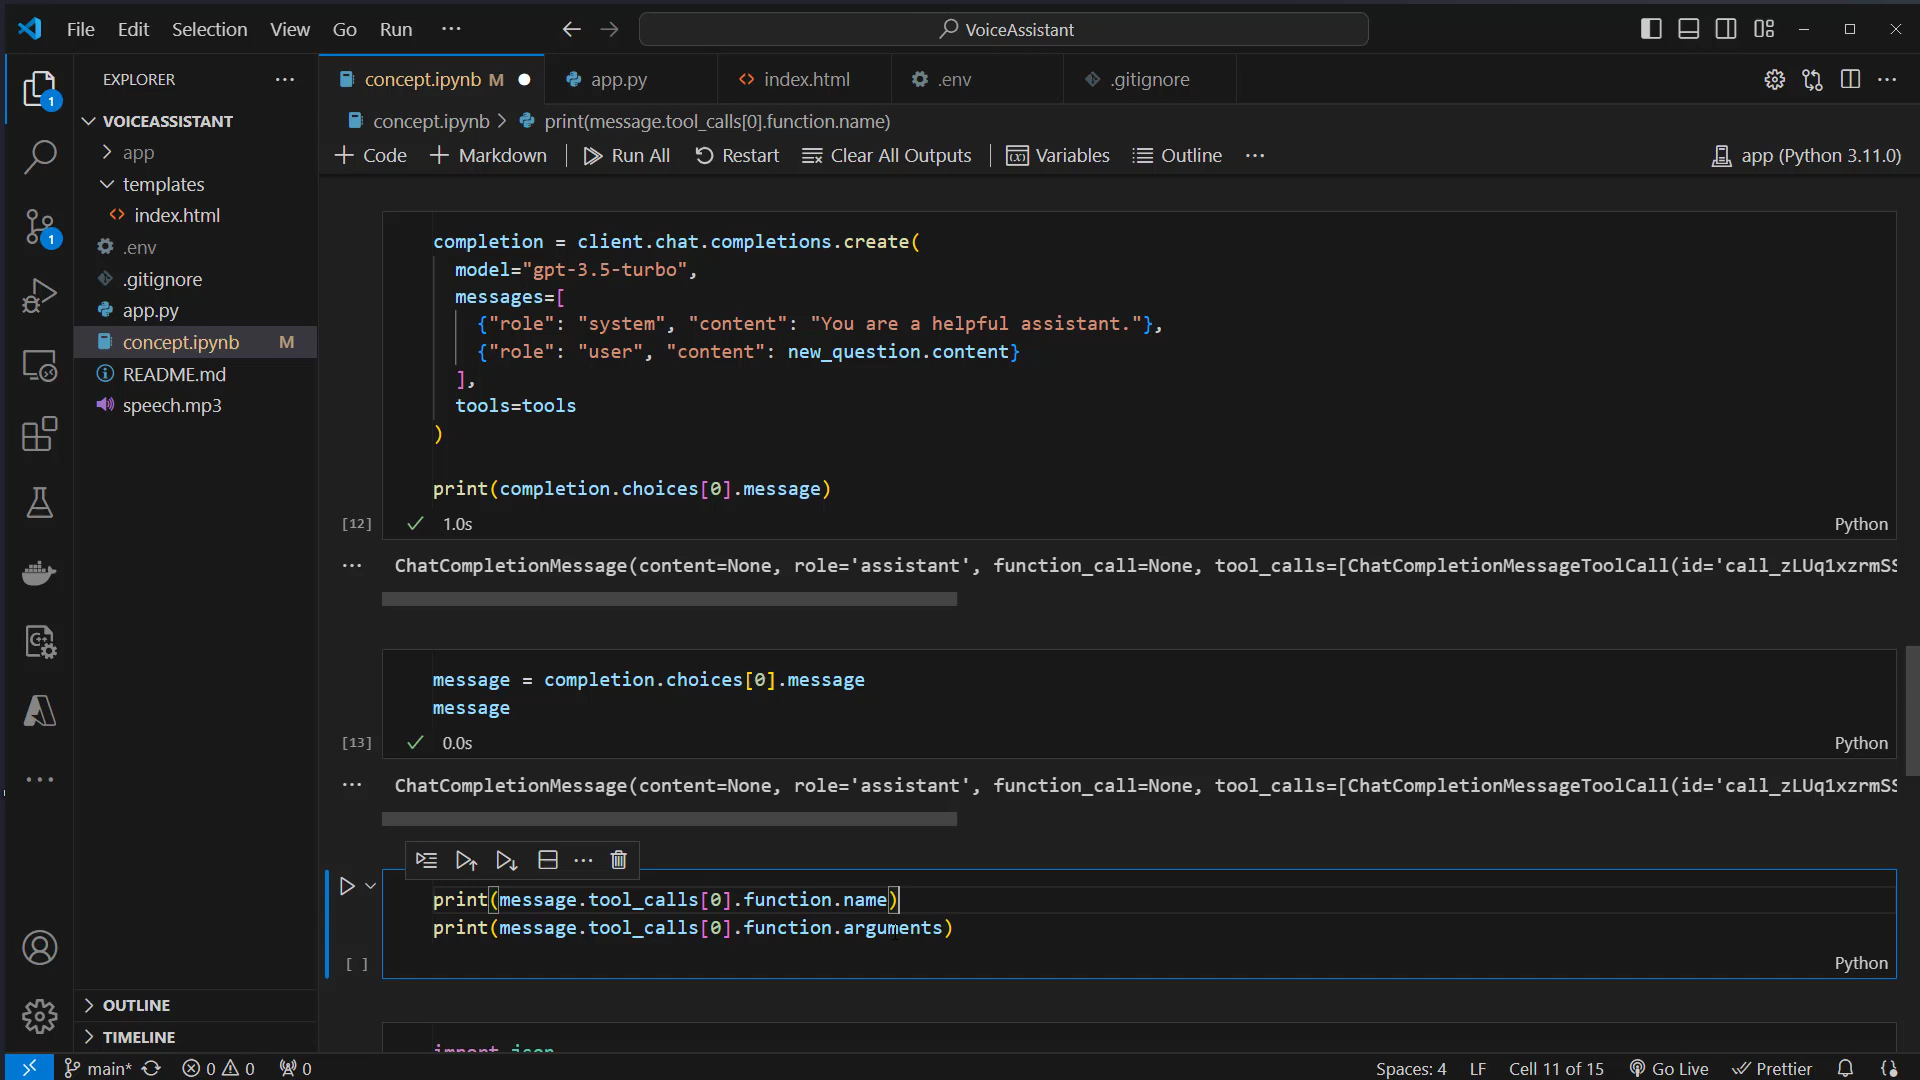 File Edit Selection View Go Run ···
VoiceAssistant
EXPLORER ···
1
1
VOICEASSISTANT
app
templates
index.html
.env
.gitignore
app.py
concept.ipynb M
README.md
speech.mp3
OUTLINE
TIMELINE
concept.ipynb M
app.py
index.html
.env
.gitignore
concept.ipynb > print(message.tool_calls[0].function.name)
+ Code + Markdown Run All Restart Clear All Outputs Variables Outline ···
app (Python 3.11.0)
completion = client.chat.completions.create(
model="gpt-3.5-turbo",
messages=[
{"role": "system", "content": "You are a helpful assistant."},
{"role": "user", "content": new_question.content}
],
tools=tools
)
print(completion.choices[0].message)
[12] ✓ 1.0s Python
··· ChatCompletionMessage(content=None, role='assistant', function_call=None, tool_calls=[ChatCompletionMessageToolCall(id='call_zLUq1xzrmSS
message = completion.choices[0].message
message
[13] ✓ 0.0s Python
··· ChatCompletionMessage(content=None, role='assistant', function_call=None, tool_calls=[ChatCompletionMessageToolCall(id='call_zLUq1xzrmSS
print(message.tool_calls[0].function.name)
print(message.tool_calls[0].function.arguments)
[ ] Python
import json
main* 0 0 0 Spaces: 4 LF Cell 11 of 15 Go Live Prettier